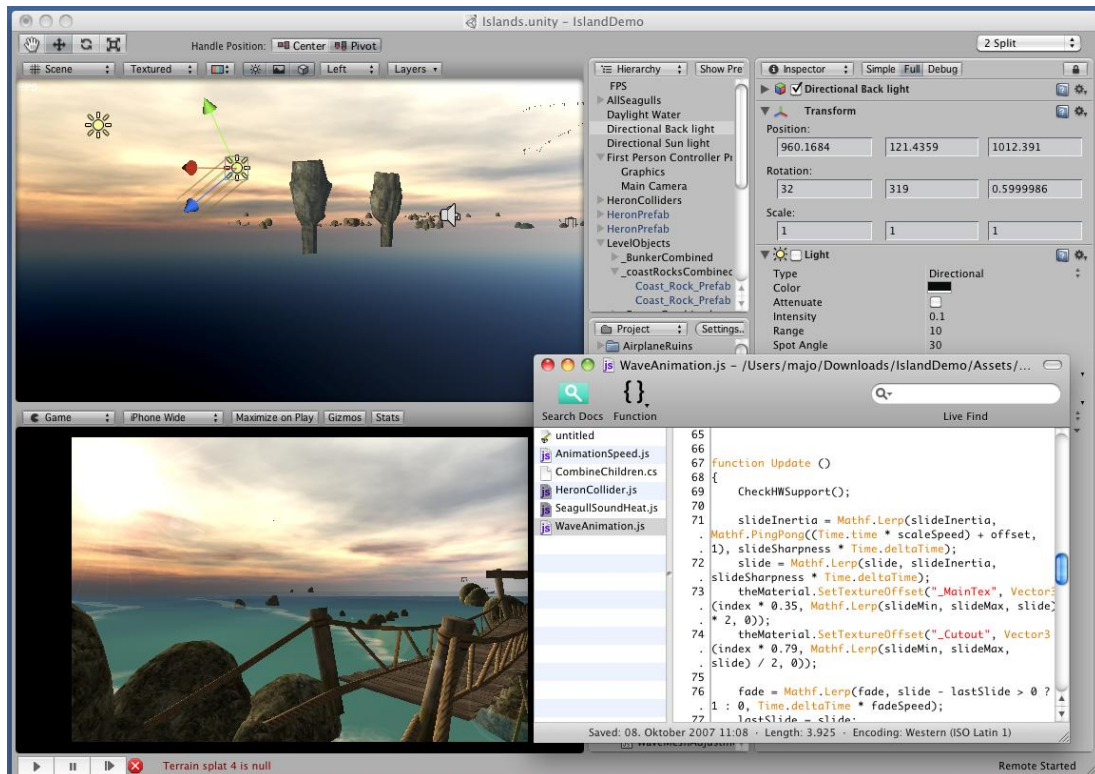 Islands.unity – IslandDemo
Handle Position: Center Pivot
2 Split
Scene Textured Left Layers
Hierarchy Show Pre
FPS
AllSeagulls
Daylight Water
Directional Back light
Directional Sun light
First Person Controller Pr
Graphics
Main Camera
HeronColliders
HeronPrefab
HeronPrefab
LevelObjects
_BunkerCombined
_coastRocksCombined
Coast_Rock_Prefab
Coast_Rock_Prefab
Project Settings..
AirplaneRuins
Inspector Simple Full Debug
Directional Back light
Transform
Position:
960.1684 121.4359 1012.391
Rotation:
32 319 0.5999986
Scale:
1 1 1
Light
Type Directional
Color
Attenuate
Intensity 0.1
Range 10
Spot Angle 30
Game iPhone Wide Maximize on Play Gizmos Stats
js WaveAnimation.js – /Users/majo/Downloads/IslandDemo/Assets/...
{}
Search Docs Function
Live Find
untitled
js AnimationSpeed.js
CombineChildren.cs
js HeronCollider.js
js SeagullSoundHeat.js
js WaveAnimation.js
65
66
67 function Update ()
68 {
69 CheckHWSupport();
70
71 slideInertia = Mathf.Lerp(slideInertia,
. Mathf.PingPong((Time.time * scaleSpeed) + offset,
. 1), slideSharpness * Time.deltaTime);
72 slide = Mathf.Lerp(slide, slideInertia,
. slideSharpness * Time.deltaTime);
73 theMaterial.SetTextureOffset("_MainTex", Vector3
. (index * 0.35, Mathf.Lerp(slideMin, slideMax, slide)
. * 2, 0));
74 theMaterial.SetTextureOffset("_Cutout", Vector3
. (index * 0.79, Mathf.Lerp(slideMin, slideMax,
. slide) / 2, 0));
75
76 fade = Mathf.Lerp(fade, slide - lastSlide > 0 ?
. 1 : 0, Time.deltaTime * fadeSpeed);
77 lastSlide = slide;
Saved: 08. Oktober 2007 11:08 · Length: 3.925 · Encoding: Western (ISO Latin 1)
Terrain splat 4 is null
Remote Started